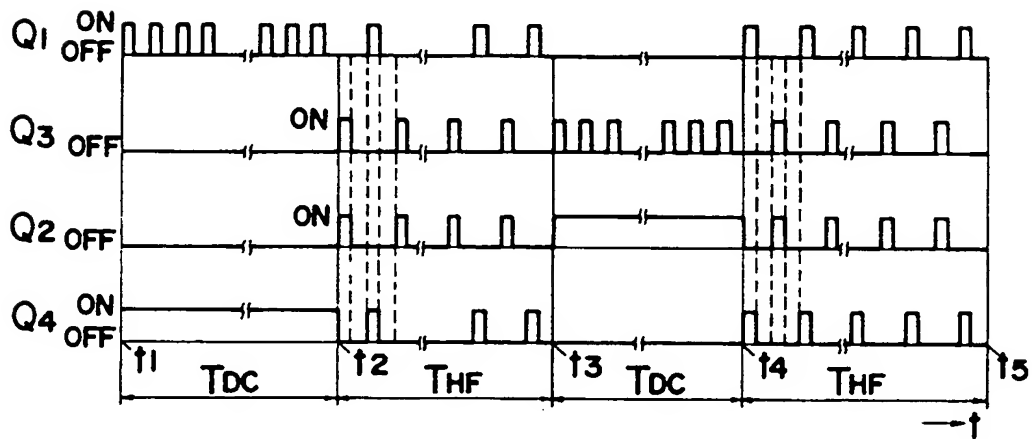 Q1 ON
OFF
Q3 ON
OFF
Q2 ON
OFF
Q4 ON
OFF
t1 t2 t3 t4 t5
TDC THF TDC THF
t